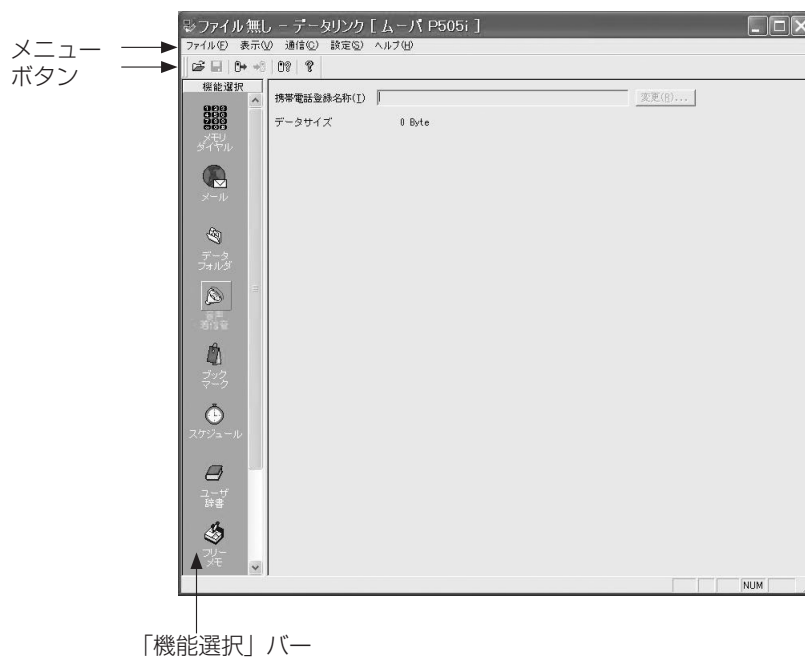 ファイル無し - データリンク [ ムーバ P505i ]
メニュー
ファイル(F) 表示(V) 通信(C) 設定(S) ヘルプ(H)
ボタン
機能選択
携帯電話登録名称(I)
変更(R)...
データサイズ 0 Byte
メモリ
ダイヤル
メール
データ
フォルダ
着信音
ブック
マーク
スケジュール
ユーザ
辞書
フリー
メモ
NUM
「機能選択」バー